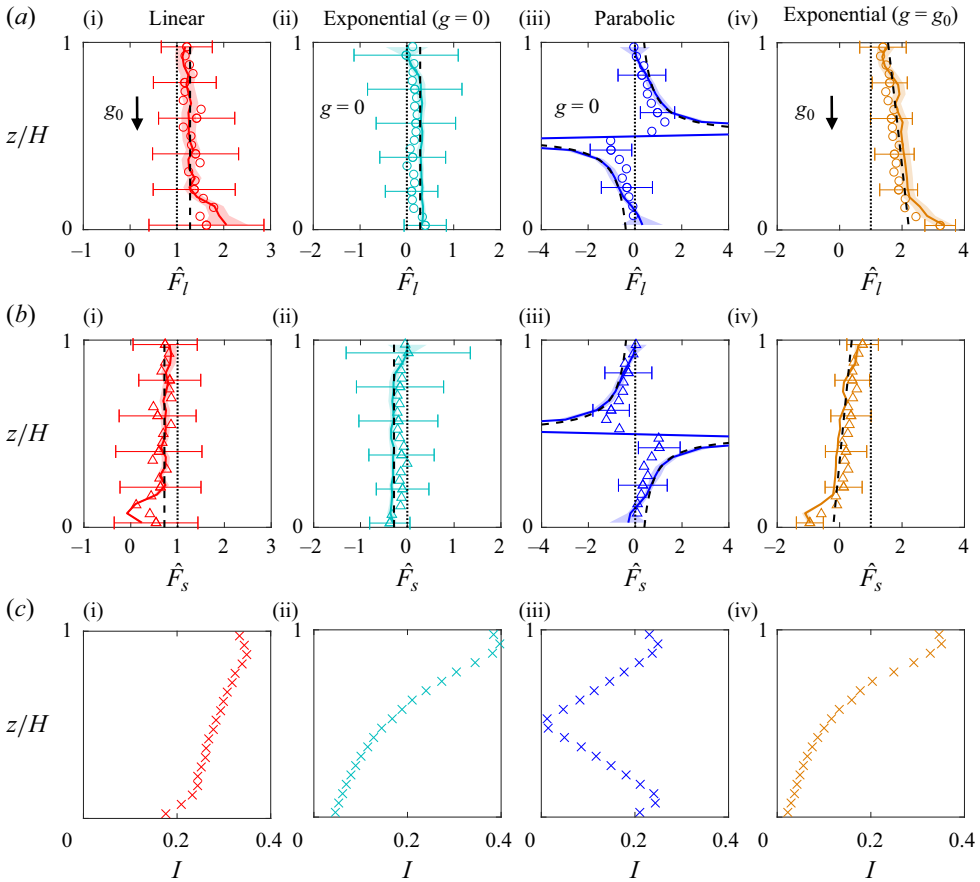 (a) (i) Linear (ii) Exponential (g = 0) (iii) Parabolic (iv) Exponential (g = g0)
1 1 1 1
g0 g = 0 g = 0 g0
z/H
0 0 0 0
−1 0 1 2 3 −2 −1 0 1 2 −4 −2 0 2 4 −2 0 2 4
F̂l F̂l F̂l F̂l
(b) (i) (ii) (iii) (iv)
1 1 1 1
z/H
0 0 0 0
−1 0 1 2 3 −2 −1 0 1 2 −4 −2 0 2 4 −2 0 2 4
F̂s F̂s F̂s F̂s
(c) (i) (ii) (iii) (iv)
1 1 1 1
z/H
0 0.2 0.4 0 0.2 0.4 0 0.2 0.4 0 0.2 0.4
I I I I